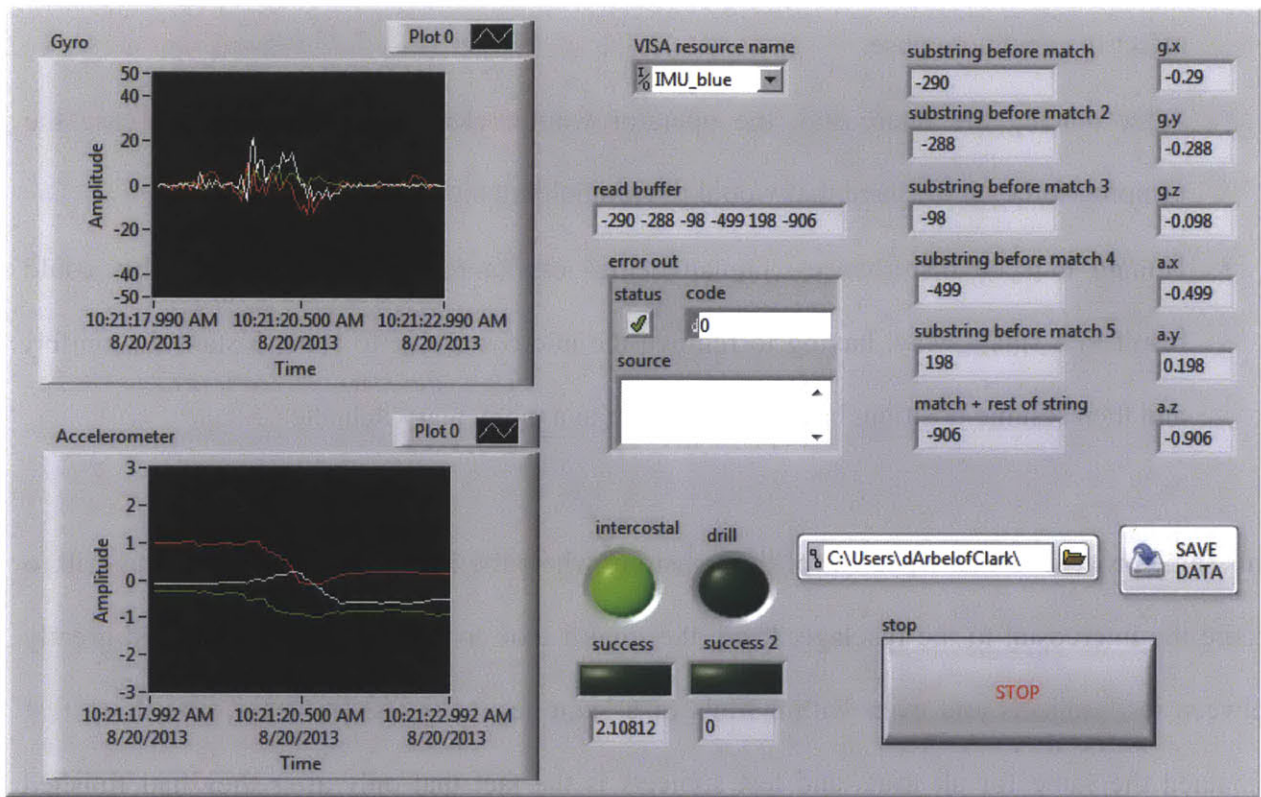 Gyro
Plot 0
50
40
20
0
-20
-40
-50
Amplitude
10:21:17.990 AM 10:21:20.500 AM 10:21:22.990 AM
8/20/2013 8/20/2013 8/20/2013
Time
Accelerometer
Plot 0
3
2
1
0
-1
-2
-3
Amplitude
10:21:17.992 AM 10:21:20.500 AM 10:21:22.992 AM
8/20/2013 8/20/2013 8/20/2013
Time
VISA resource name
I/O IMU_blue
read buffer
-290 -288 -98 -499 198 -906
error out
status code
d0
source
substring before match
-290
substring before match 2
-288
substring before match 3
-98
substring before match 4
-499
substring before match 5
198
match + rest of string
-906
g.x
-0.29
g.y
-0.288
g.z
-0.098
a.x
-0.499
a.y
0.198
a.z
-0.906
intercostal drill
success success 2
2.10812 0
C:\Users\dArbelofClark\
SAVE
DATA
stop
STOP